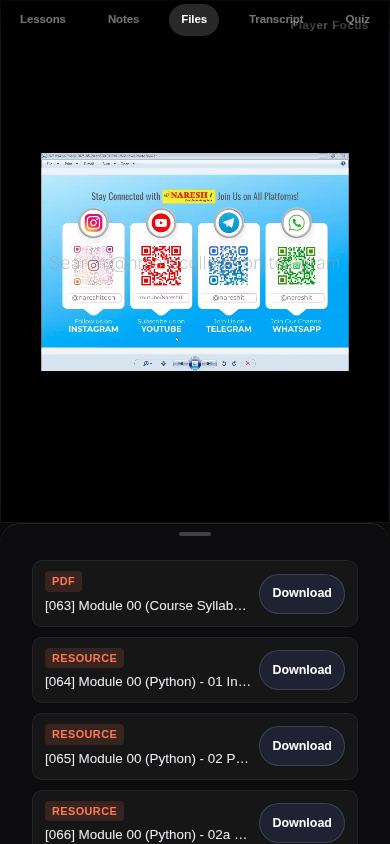 Lessons
Notes
Files
Transcript
Quiz
Player Focus
Stay Connected with NARESH i technologies Join Us on All Platforms!
@nareshitech
@nareshit
@nareshit
Follow us on
INSTAGRAM
Subscribe us on
YOUTUBE
Join Us on
TELEGRAM
Join Our Channe
WHATSAPP
PDF
[063] Module 00 (Course Syllab…
Download
RESOURCE
[064] Module 00 (Python) - 01 In…
Download
RESOURCE
[065] Module 00 (Python) - 02 P…
Download
RESOURCE
[066] Module 00 (Python) - 02a …
Download